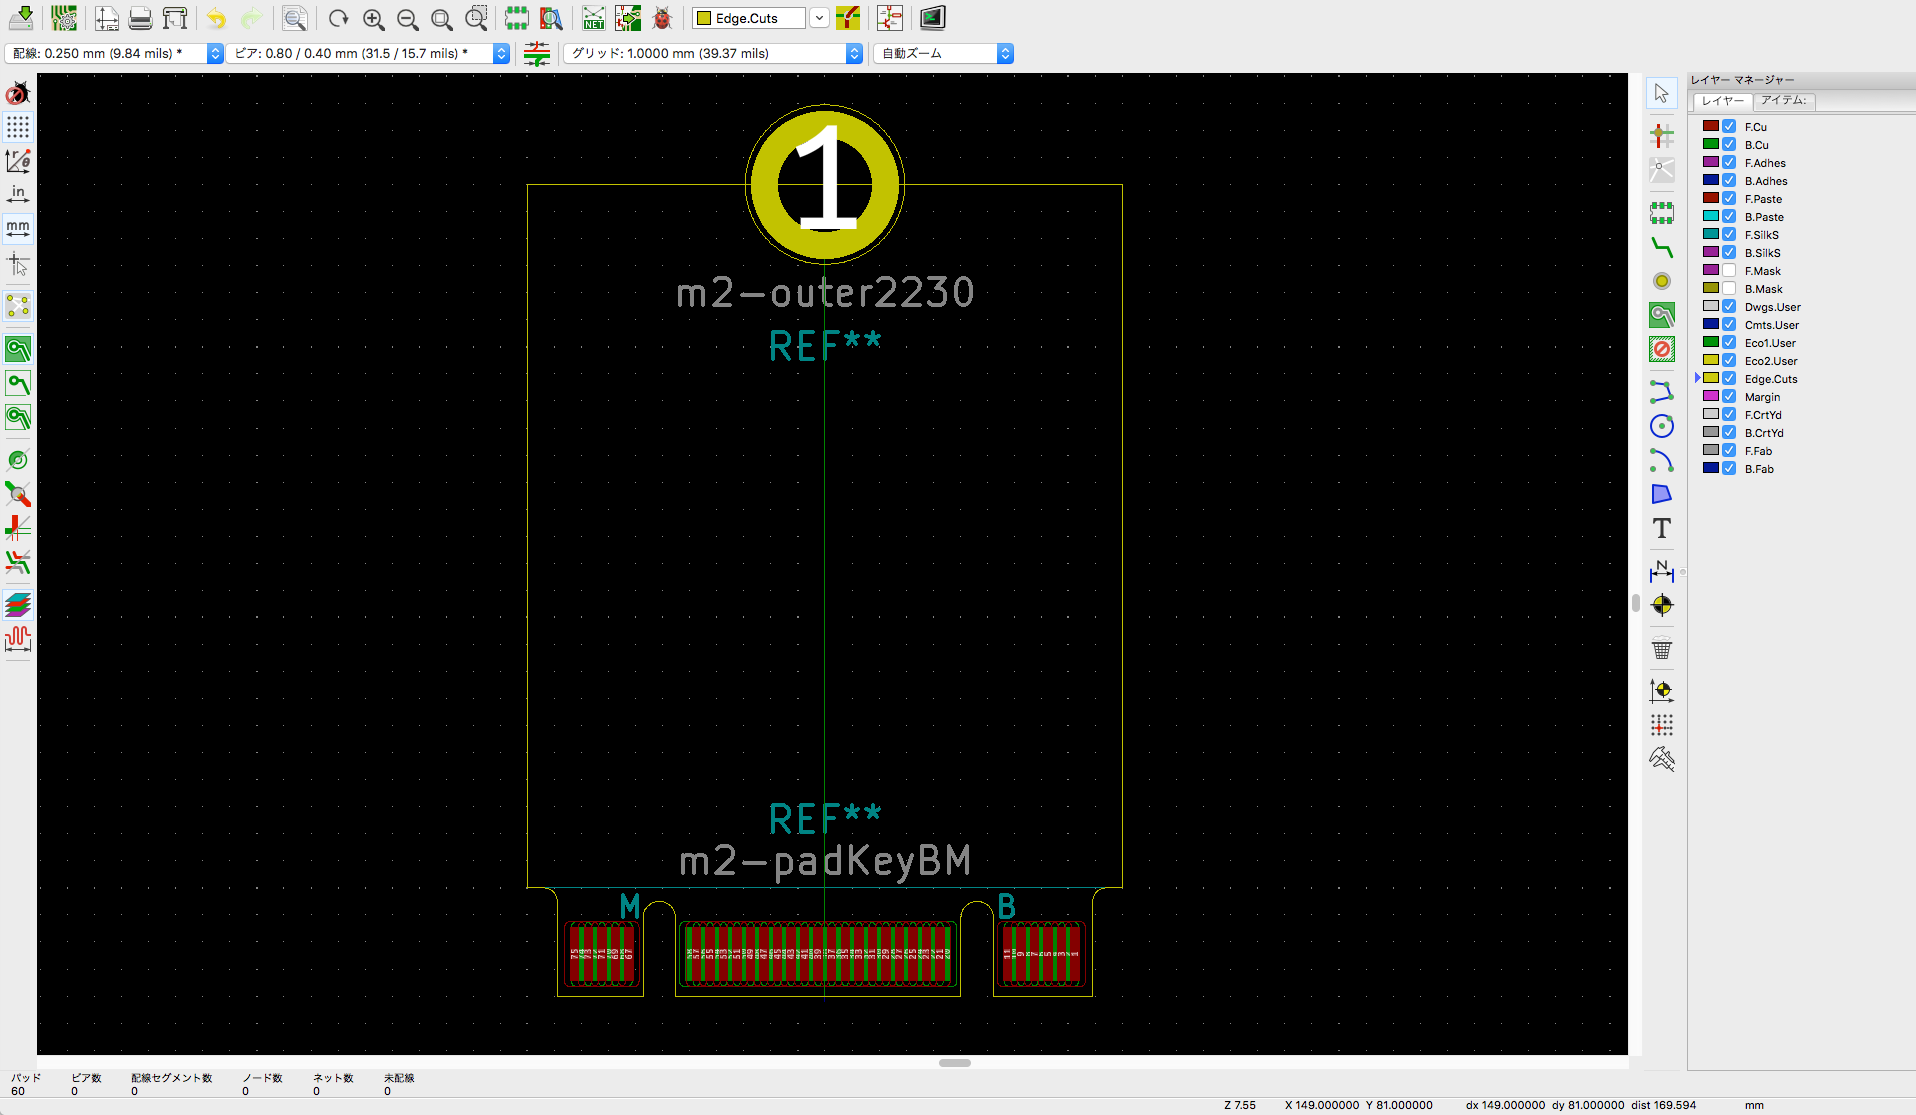 NET
Edge.Cuts
配線: 0.250 mm (9.84 mils) *
ビア: 0.80 / 0.40 mm (31.5 / 15.7 mils) *
グリッド: 1.0000 mm (39.37 mils)
自動ズーム
in
mm
1
m2-outer2230
REF**
REF**
m2-padKeyBM
M
B
T
N
レイヤー マネージャー
レイヤー
アイテム:
F.Cu
B.Cu
F.Adhes
B.Adhes
F.Paste
B.Paste
F.SilkS
B.SilkS
F.Mask
B.Mask
Dwgs.User
Cmts.User
Eco1.User
Eco2.User
Edge.Cuts
Margin
F.CrtYd
B.CrtYd
F.Fab
B.Fab
パッド ビア数 配線セグメント数 ノード数 ネット数 未配線
60 0 0 0 0 0
Z 7.55 X 149.000000 Y 81.000000 dx 149.000000 dy 81.000000 dist 169.594 mm